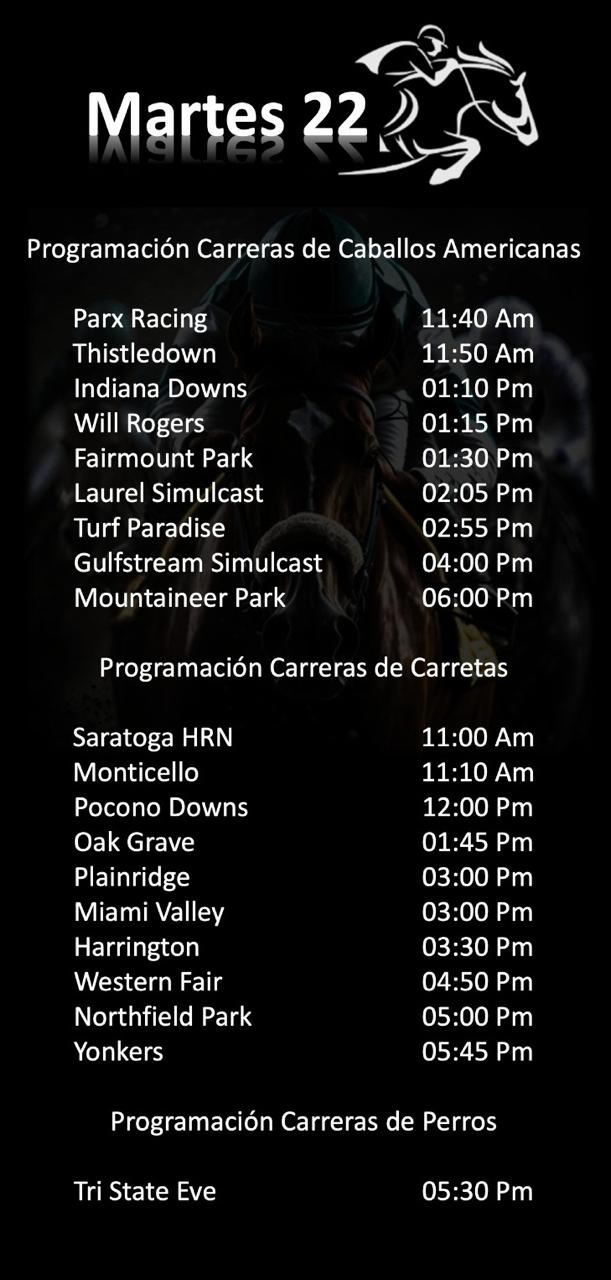 Martes 22
Programación Carreras de Caballos Americanas
Parx Racing 11:40 Am
Thistledown 11:50 Am
Indiana Downs 01:10 Pm
Will Rogers 01:15 Pm
Fairmount Park 01:30 Pm
Laurel Simulcast 02:05 Pm
Turf Paradise 02:55 Pm
Gulfstream Simulcast 04:00 Pm
Mountaineer Park 06:00 Pm
Programación Carreras de Carretas
Saratoga HRN 11:00 Am
Monticello 11:10 Am
Pocono Downs 12:00 Pm
Oak Grave 01:45 Pm
Plainridge 03:00 Pm
Miami Valley 03:00 Pm
Harrington 03:30 Pm
Western Fair 04:50 Pm
Northfield Park 05:00 Pm
Yonkers 05:45 Pm
Programación Carreras de Perros
Tri State Eve 05:30 Pm